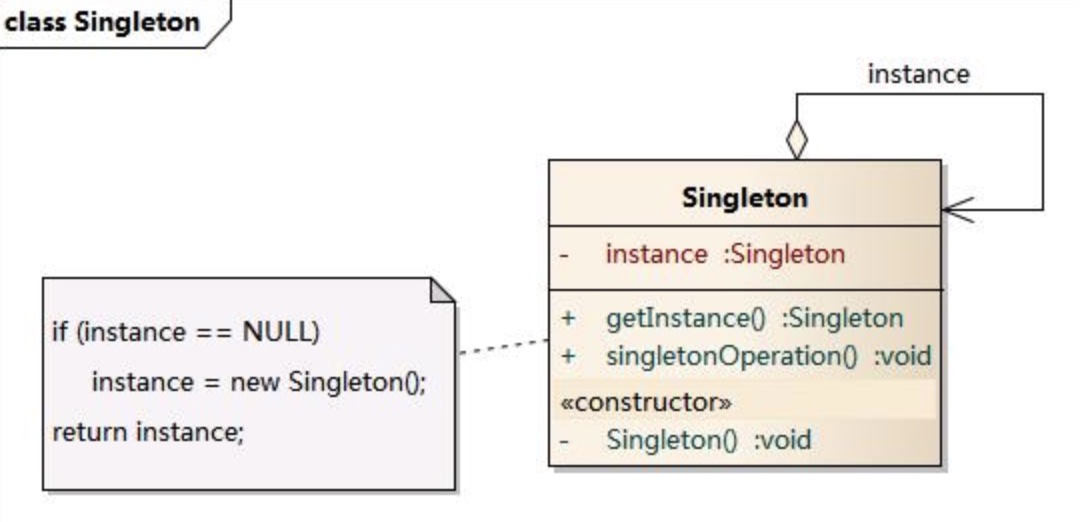 class Singleton
instance
Singleton
- instance :Singleton
+ getInstance() :Singleton
+ singletonOperation() :void
«constructor»
- Singleton() :void
if (instance == NULL)
instance = new Singleton();
return instance;